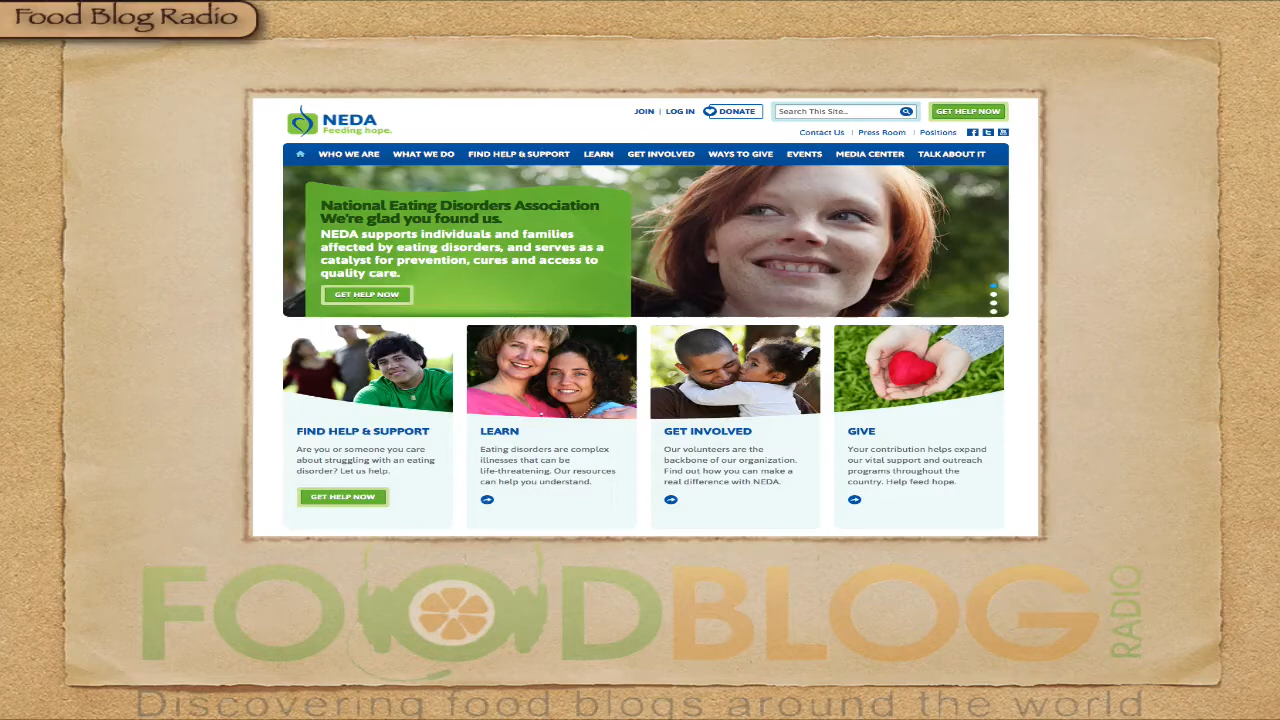 Food Blog Radio
NEDA
Feeding hope.
JOIN | LOG IN DONATE Search This Site... GET HELP NOW
Contact Us | Press Room | Positions
WHO WE ARE WHAT WE DO FIND HELP & SUPPORT LEARN GET INVOLVED WAYS TO GIVE EVENTS MEDIA CENTER TALK ABOUT IT
National Eating Disorders Association
We're glad you found us.
NEDA supports individuals and families
affected by eating disorders, and serves as a
catalyst for prevention, cures and access to
quality care.
GET HELP NOW
FIND HELP & SUPPORT
Are you or someone you care
about struggling with an eating
disorder? Let us help.
GET HELP NOW
LEARN
Eating disorders are complex
illnesses that can be
life-threatening. Our resources
can help you understand.
GET INVOLVED
Our volunteers are the
backbone of our organization.
Find out how you can make a
real difference with NEDA.
GIVE
Your contribution helps expand
our vital support and outreach
programs throughout the
country. Help feed hope.
FOODBLOG
RADIO
Discovering food blogs around the world